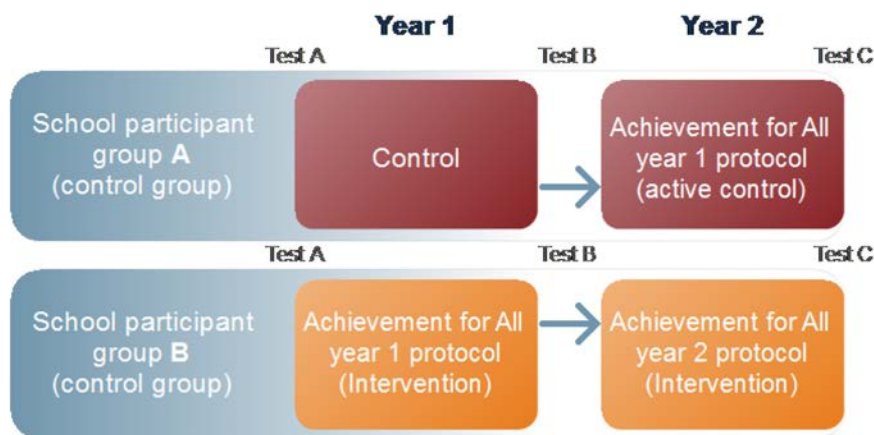 Year 1 Year 2
Test A Test B Test C
School participant
group A
(control group)
Control
Achievement for All
year 1 protocol
(active control)
Test A Test B Test C
School participant
group B
(control group)
Achievement for All
year 1 protocol
(Intervention)
Achievement for All
year 2 protocol
(Intervention)